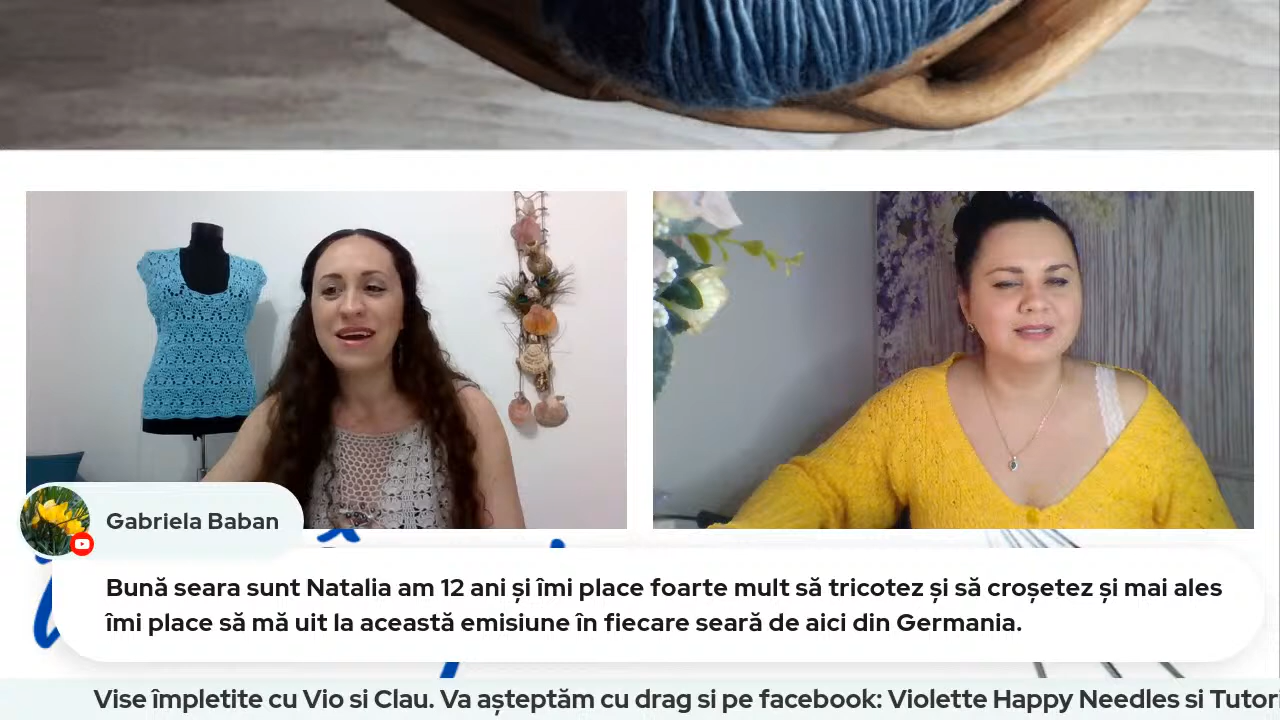 Gabriela Baban
Bună seara sunt Natalia am 12 ani și îmi place foarte mult să tricotez și să croșetez și mai ales
îmi place să mă uit la această emisiune în fiecare seară de aici din Germania.
Vise împletite cu Vio si Clau. Va așteptăm cu drag si pe facebook: Violette Happy Needles si Tutori